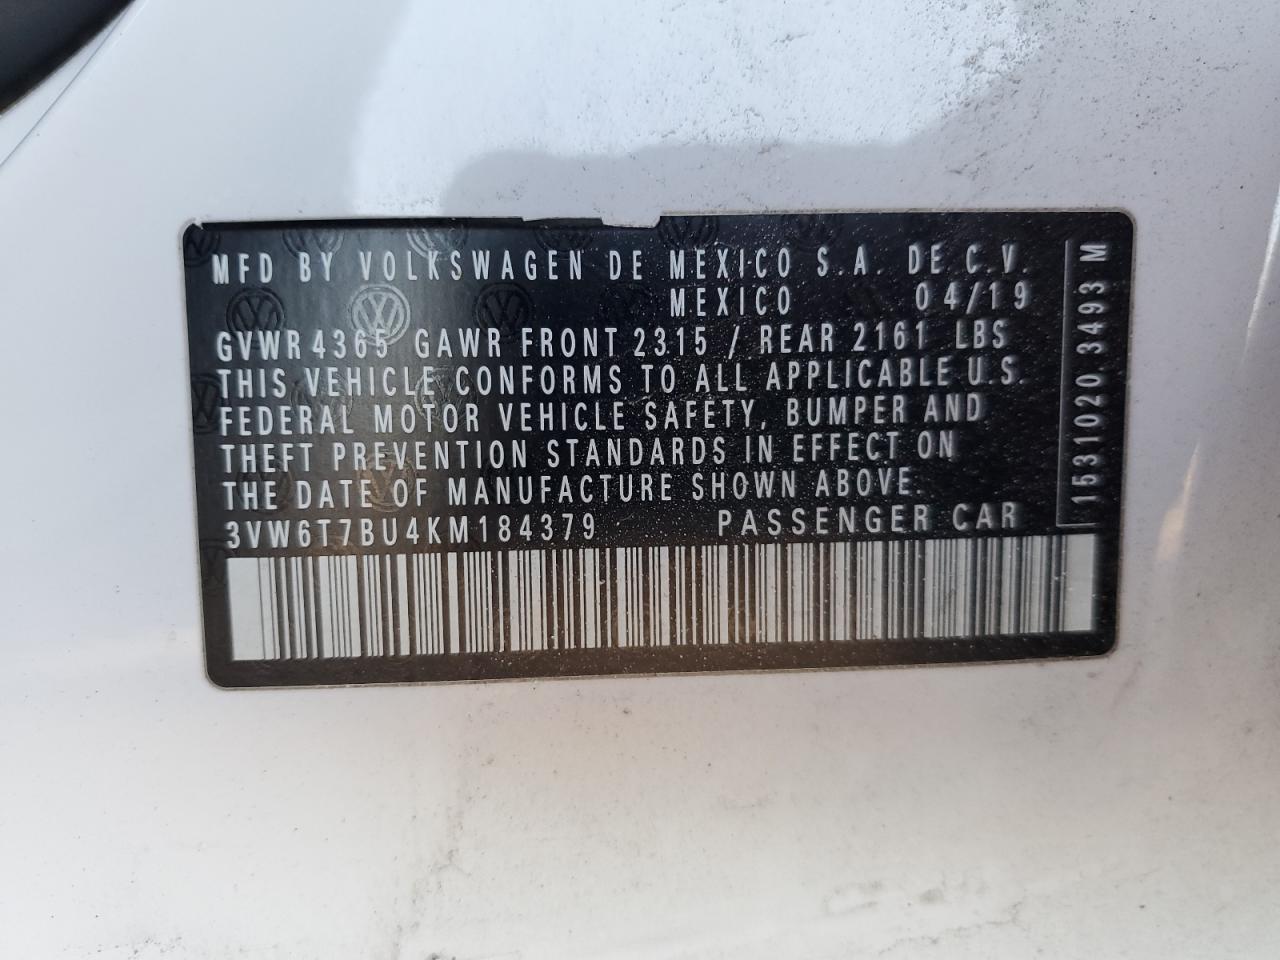 MFD BY VOLKSWAGEN DE MEXICO S.A. DE C.V.
MEXICO 04/19
GVWR 4365 GAWR FRONT 2315 / REAR 2161 LBS
THIS VEHICLE CONFORMS TO ALL APPLICABLE U.S.
FEDERAL MOTOR VEHICLE SAFETY, BUMPER AND
THEFT PREVENTION STANDARDS IN EFFECT ON
THE DATE OF MANUFACTURE SHOWN ABOVE.
3VW6T7BU4KM184379 PASSENGER CAR
1531020 3493 M